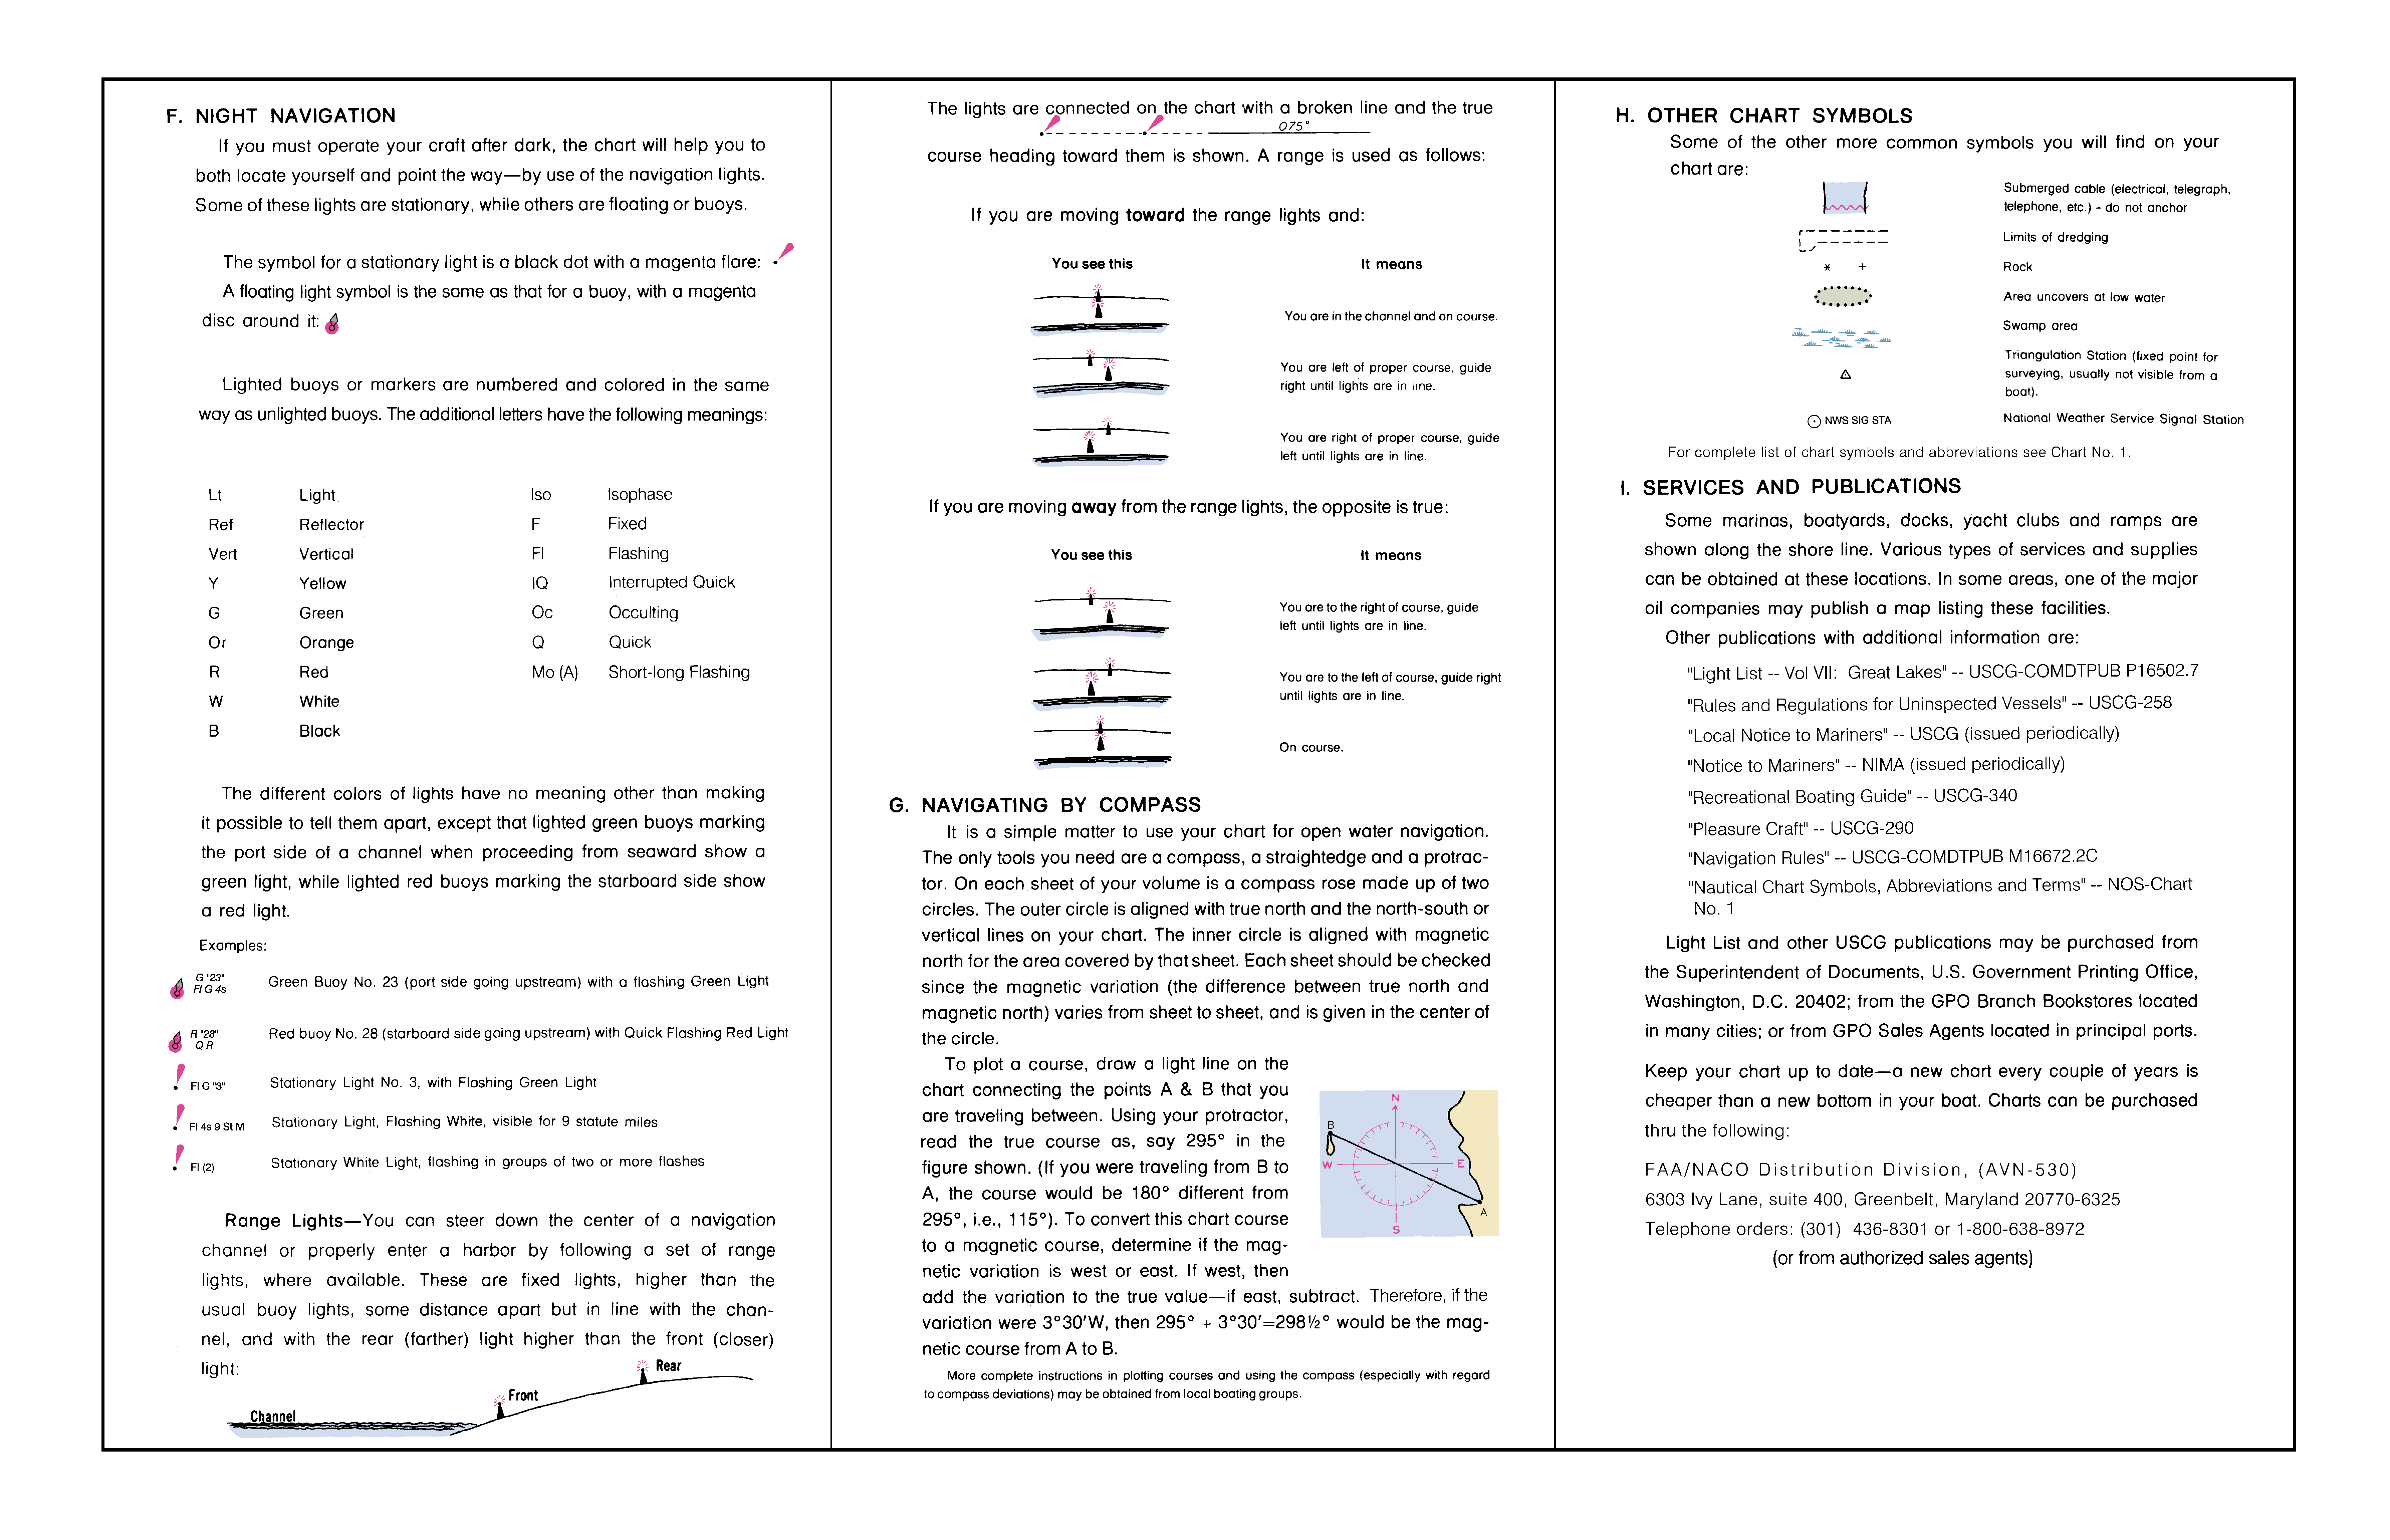 F. NIGHT NAVIGATION
If you must operate your craft after dark, the chart will help you to
both locate yourself and point the way—by use of the navigation lights.
Some of these lights are stationary, while others are floating or buoys.
The symbol for a stationary light is a black dot with a magenta flare:
A floating light symbol is the same as that for a buoy, with a magenta
disc around it:
Lighted buoys or markers are numbered and colored in the same
way as unlighted buoys. The additional letters have the following meanings:
Lt Light Iso Isophase
Ref Reflector F Fixed
Vert Vertical Fl Flashing
Y Yellow IQ Interrupted Quick
G Green Oc Occulting
Or Orange Q Quick
R Red Mo (A) Short-long Flashing
W White
B Black
The different colors of lights have no meaning other than making
it possible to tell them apart, except that lighted green buoys marking
the port side of a channel when proceeding from seaward show a
green light, while lighted red buoys marking the starboard side show
a red light.
Examples:
G "23"
Fl G 4s
Green Buoy No. 23 (port side going upstream) with a flashing Green Light
R "28"
Q R
Red buoy No. 28 (starboard side going upstream) with Quick Flashing Red Light
Fl G "3" Stationary Light No. 3, with Flashing Green Light
Fl 4s 9 St M Stationary Light, Flashing White, visible for 9 statute miles
Fl (2) Stationary White Light, flashing in groups of two or more flashes
Range Lights—You can steer down the center of a navigation
channel or properly enter a harbor by following a set of range
lights, where available. These are fixed lights, higher than the
usual buoy lights, some distance apart but in line with the chan-
nel, and with the rear (farther) light higher than the front (closer)
light:
Rear
Front
Channel
The lights are connected on the chart with a broken line and the true
075°
course heading toward them is shown. A range is used as follows:
If you are moving toward the range lights and:
You see this It means
You are in the channel and on course.
You are left of proper course, guide
right until lights are in line.
You are right of proper course, guide
left until lights are in line.
If you are moving away from the range lights, the opposite is true:
You see this It means
You are to the right of course, guide
left until lights are in line.
You are to the left of course, guide right
until lights are in line.
On course.
G. NAVIGATING BY COMPASS
It is a simple matter to use your chart for open water navigation.
The only tools you need are a compass, a straightedge and a protrac-
tor. On each sheet of your volume is a compass rose made up of two
circles. The outer circle is aligned with true north and the north-south or
vertical lines on your chart. The inner circle is aligned with magnetic
north for the area covered by that sheet. Each sheet should be checked
since the magnetic variation (the difference between true north and
magnetic north) varies from sheet to sheet, and is given in the center of
the circle.
To plot a course, draw a light line on the
chart connecting the points A & B that you
are traveling between. Using your protractor,
read the true course as, say 295° in the
figure shown. (If you were traveling from B to
A, the course would be 180° different from
295°, i.e., 115°). To convert this chart course
to a magnetic course, determine if the mag-
netic variation is west or east. If west, then
add the variation to the true value—if east, subtract. Therefore, if the
variation were 3°30′W, then 295° + 3°30′=298½° would be the mag-
netic course from A to B.
N
B
W
E
A
S
More complete instructions in plotting courses and using the compass (especially with regard
to compass deviations) may be obtained from local boating groups.
H. OTHER CHART SYMBOLS
Some of the other more common symbols you will find on your
chart are:
Submerged cable (electrical, telegraph,
telephone, etc.) - do not anchor
Limits of dredging
* + Rock
Area uncovers at low water
Swamp area
Triangulation Station (fixed point for
surveying, usually not visible from a
boat).
NWS SIG STA National Weather Service Signal Station
For complete list of chart symbols and abbreviations see Chart No. 1.
I. SERVICES AND PUBLICATIONS
Some marinas, boatyards, docks, yacht clubs and ramps are
shown along the shore line. Various types of services and supplies
can be obtained at these locations. In some areas, one of the major
oil companies may publish a map listing these facilities.
Other publications with additional information are:
"Light List -- Vol VII: Great Lakes" -- USCG-COMDTPUB P16502.7
"Rules and Regulations for Uninspected Vessels" -- USCG-258
"Local Notice to Mariners" -- USCG (issued periodically)
"Notice to Mariners" -- NIMA (issued periodically)
"Recreational Boating Guide" -- USCG-340
"Pleasure Craft" -- USCG-290
"Navigation Rules" -- USCG-COMDTPUB M16672.2C
"Nautical Chart Symbols, Abbreviations and Terms" -- NOS-Chart
No. 1
Light List and other USCG publications may be purchased from
the Superintendent of Documents, U.S. Government Printing Office,
Washington, D.C. 20402; from the GPO Branch Bookstores located
in many cities; or from GPO Sales Agents located in principal ports.
Keep your chart up to date—a new chart every couple of years is
cheaper than a new bottom in your boat. Charts can be purchased
thru the following:
FAA/NACO Distribution Division, (AVN-530)
6303 Ivy Lane, suite 400, Greenbelt, Maryland 20770-6325
Telephone orders: (301) 436-8301 or 1-800-638-8972
(or from authorized sales agents)